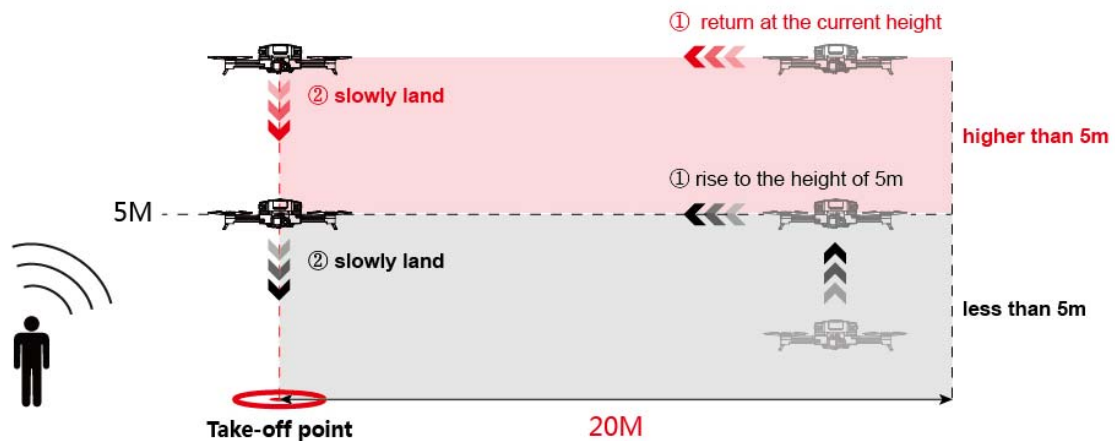 ① return at the current height
② slowly land
higher than 5m
① rise to the height of 5m
5M
② slowly land
less than 5m
20M
Take-off point